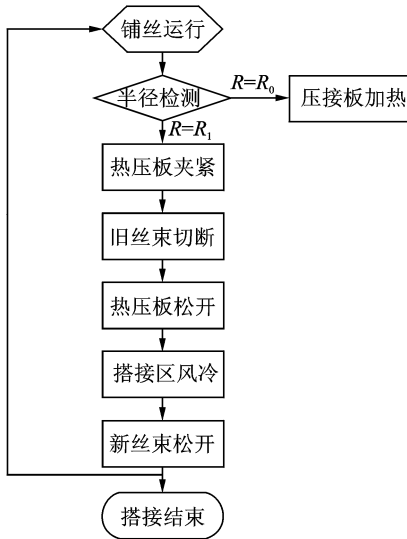 铺丝运行
半径检测
R=R₀
压接板加热
R=R₁
热压板夹紧
旧丝束切断
热压板松开
搭接区风冷
新丝束松开
搭接结束